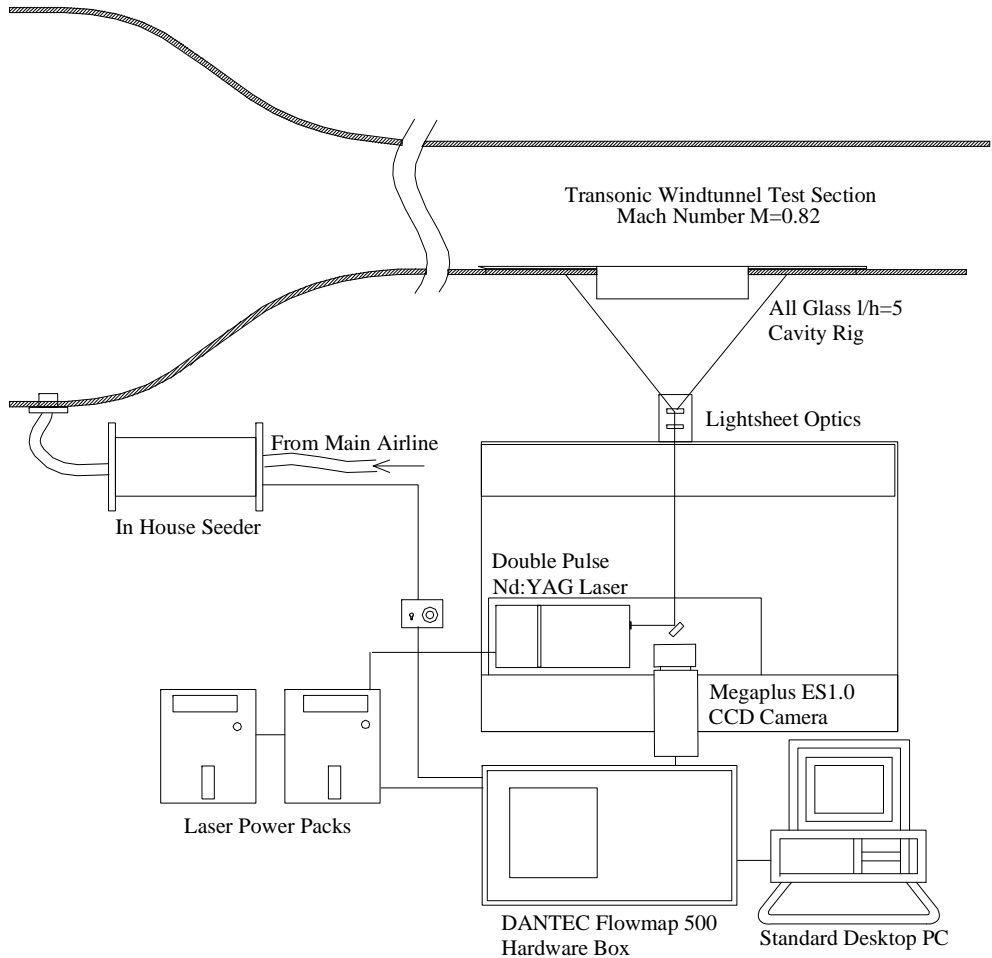 Transonic Windtunnel Test Section
Mach Number M=0.82
All Glass l/h=5
Cavity Rig
Lightsheet Optics
From Main Airline
In House Seeder
Double Pulse
Nd:YAG Laser
Megaplus ES1.0
CCD Camera
Laser Power Packs
DANTEC Flowmap 500
Hardware Box
Standard Desktop PC